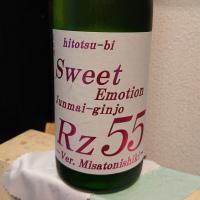 hitotsu-bi
Sweet
Emotion
Junmai-ginjo
Rz55
~Ver. Misatonishiki~